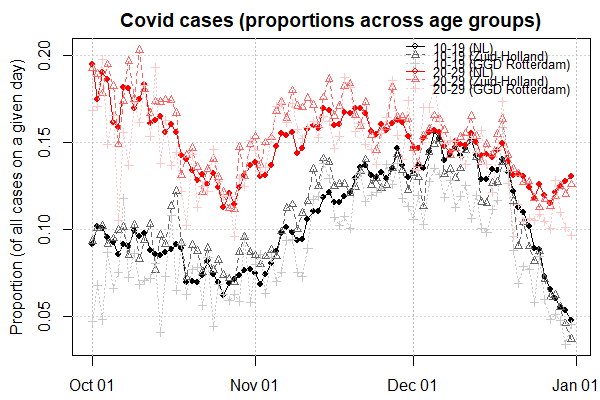 Covid cases (proportions across age groups)
Proportion (of all cases on a given day)
0.20
0.15
0.10
0.05
10-19 (NL)
10-19 (Zuid-Holland)
10-19 (GGD Rotterdam)
20-29 (NL)
20-29 (Zuid-Holland)
20-29 (GGD Rotterdam)
Oct 01
Nov 01
Dec 01
Jan 01